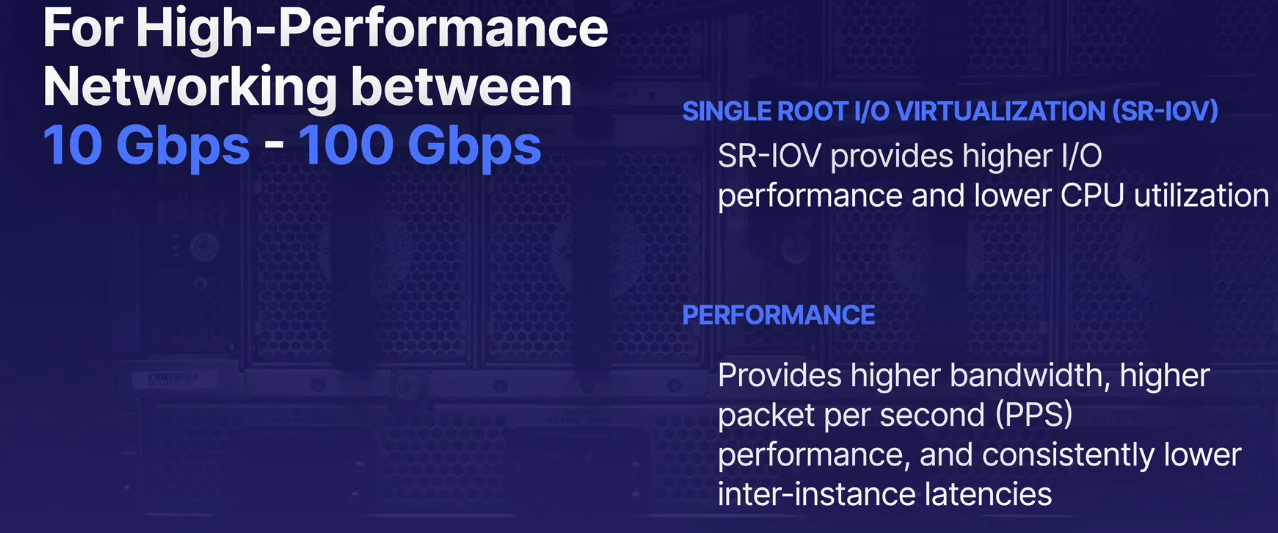 For High-Performance
Networking between
10 Gbps - 100 Gbps
SINGLE ROOT I/O VIRTUALIZATION (SR-IOV)
SR-IOV provides higher I/O
performance and lower CPU utilization
PERFORMANCE
Provides higher bandwidth, higher
packet per second (PPS)
performance, and consistently lower
inter-instance latencies